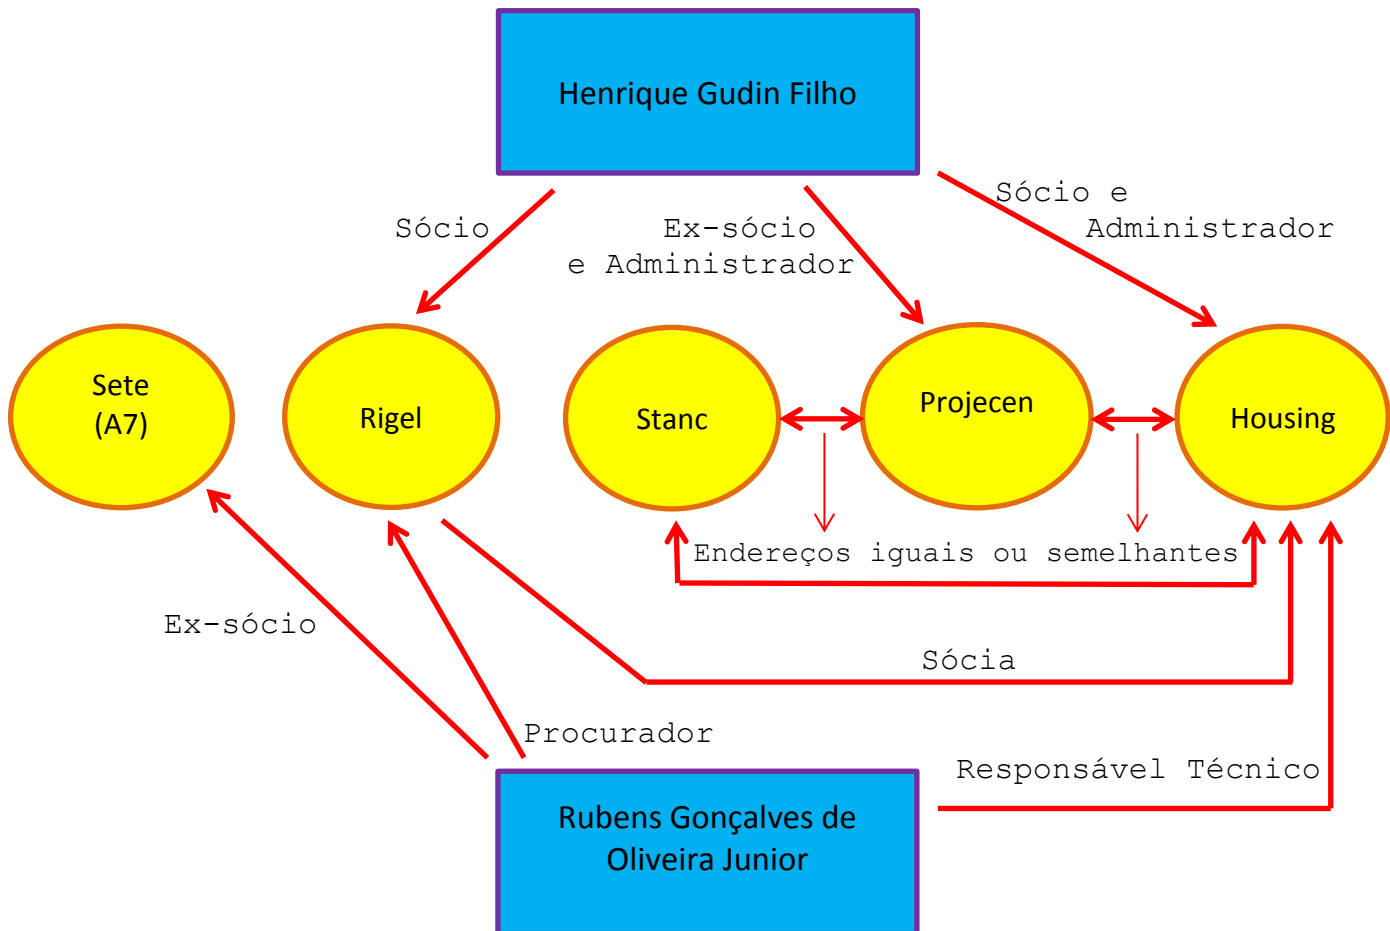 Henrique Gudin Filho
Sócio e
Administrador
Sócio
Ex-sócio
e Administrador
Sete
(A7)
Rigel
Stanc
Projecen
Housing
Endereços iguais ou semelhantes
Ex-sócio
Sócia
Procurador
Responsável Técnico
Rubens Gonçalves de
Oliveira Junior